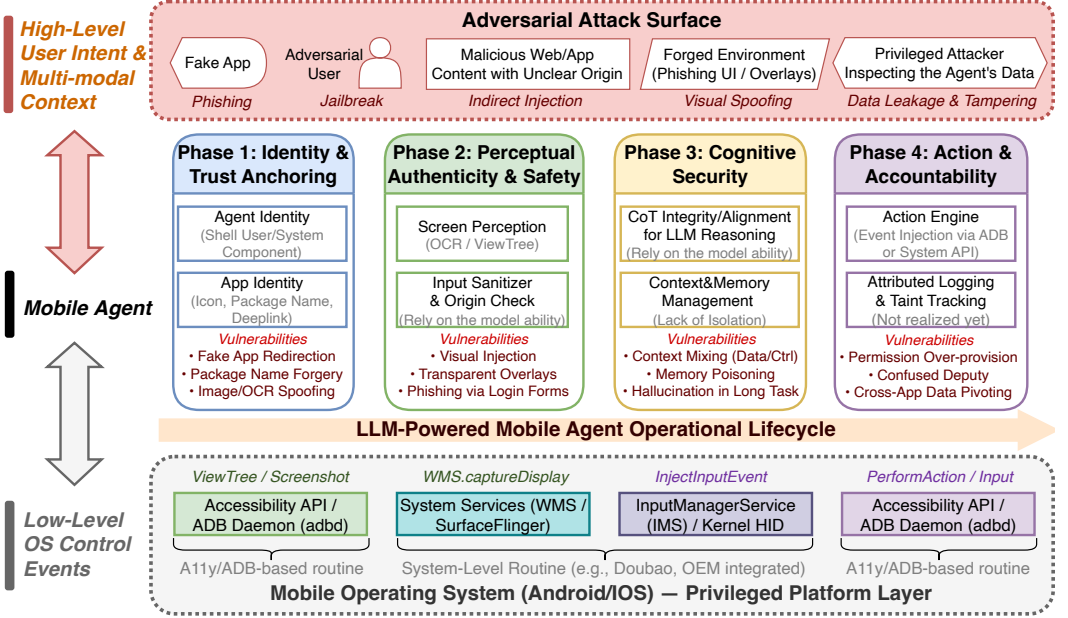 High-Level
User Intent &
Multi-modal
Context
Adversarial Attack Surface
Fake App
Phishing
Adversarial
User
Jailbreak
Malicious Web/App
Content with Unclear Origin
Indirect Injection
Forged Environment
(Phishing UI / Overlays)
Visual Spoofing
Privileged Attacker
Inspecting the Agent's Data
Data Leakage & Tampering
Mobile Agent
Phase 1: Identity &
Trust Anchoring
Agent Identity
(Shell User/System
Component)
App Identity
(Icon, Package Name,
Deeplink)
Vulnerabilities
• Fake App Redirection
• Package Name Forgery
• Image/OCR Spoofing
Phase 2: Perceptual
Authenticity & Safety
Screen Perception
(OCR / ViewTree)
Input Sanitizer
& Origin Check
(Rely on the model ability)
Vulnerabilities
• Visual Injection
• Transparent Overlays
• Phishing via Login Forms
Phase 3: Cognitive
Security
CoT Integrity/Alignment
for LLM Reasoning
(Rely on the model ability)
Context&Memory
Management
(Lack of Isolation)
Vulnerabilities
• Context Mixing (Data/Ctrl)
• Memory Poisoning
• Hallucination in Long Task
Phase 4: Action &
Accountability
Action Engine
(Event Injection via ADB
or System API)
Attributed Logging
& Taint Tracking
(Not realized yet)
Vulnerabilities
• Permission Over-provision
• Confused Deputy
• Cross-App Data Pivoting
LLM-Powered Mobile Agent Operational Lifecycle
Low-Level
OS Control
Events
ViewTree / Screenshot
Accessibility API /
ADB Daemon (adbd)
A11y/ADB-based routine
WMS.captureDisplay
System Services (WMS /
SurfaceFlinger)
InjectInputEvent
InputManagerService
(IMS) / Kernel HID
System-Level Routine (e.g., Doubao, OEM integrated)
PerformAction / Input
Accessibility API /
ADB Daemon (adbd)
A11y/ADB-based routine
Mobile Operating System (Android/IOS) — Privileged Platform Layer